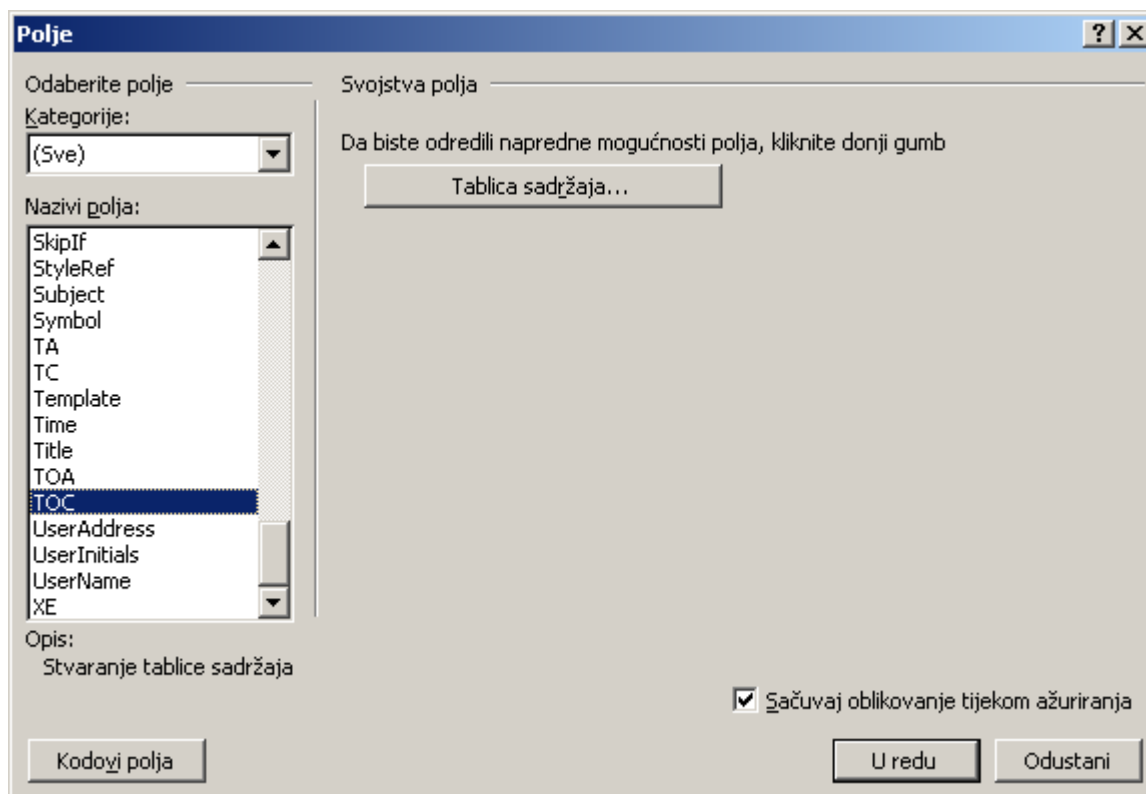 Polje
Odaberite polje
Kategorije:
(Sve)
Nazivi polja:
SkipIf
StyleRef
Subject
Symbol
TA
TC
Template
Time
Title
TOA
TOC
UserAddress
UserInitials
UserName
XE
Opis:
Stvaranje tablice sadržaja
Svojstva polja
Da biste odredili napredne mogućnosti polja, kliknite donji gumb
Tablica sadržaja...
Sačuvaj oblikovanje tijekom ažuriranja
Kodovi polja
U redu
Odustani